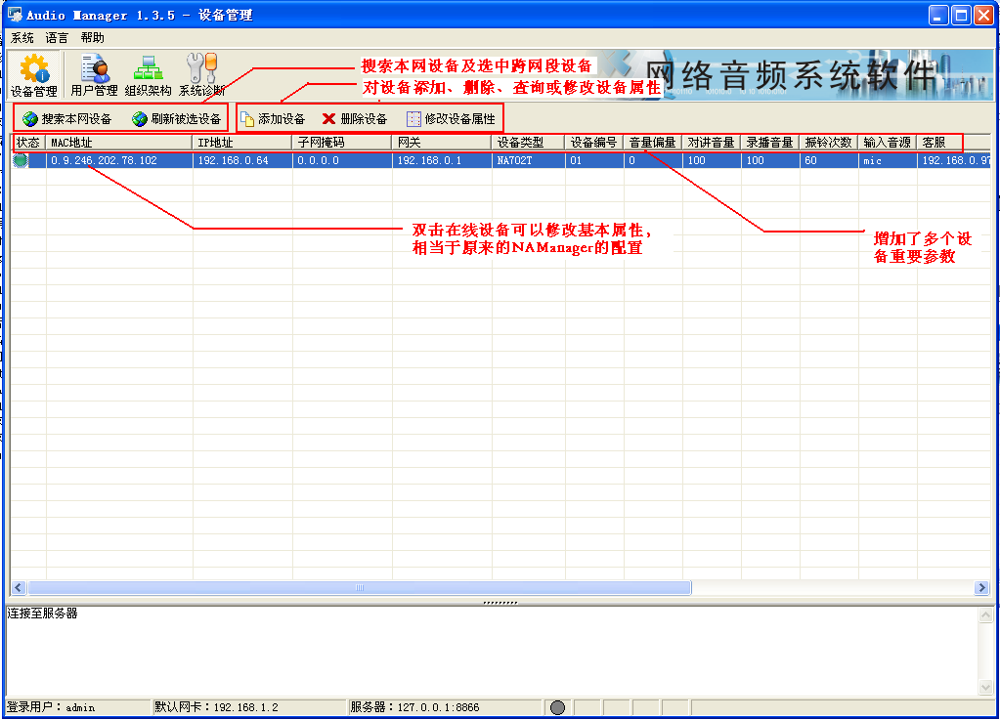 Audio Manager 1.3.5 - 设备管理
系统 语言 帮助
设备管理 用户管理 组织架构 系统诊断
搜索本网设备及选中跨网段设备
对设备添加、删除、查询或修改设备属性
网络音频系统软件
搜索本网设备 刷新被选设备 添加设备 删除设备 修改设备属性
状态 MAC地址 IP地址 子网掩码 网关 设备类型 设备编号 音量偏量 对讲音量 录播音量 振铃次数 输入音源 客服
0.9.246.202.78.102 192.168.0.64 0.0.0.0 192.168.0.1 NA702T 01 0 100 100 60 mic 192.168.0.97
双击在线设备可以修改基本属性，
相当于原来的NAManager的配置
增加了多个设
备重要参数
连接至服务器
登录用户：admin 默认网卡：192.168.1.2 服务器：127.0.0.1:8866